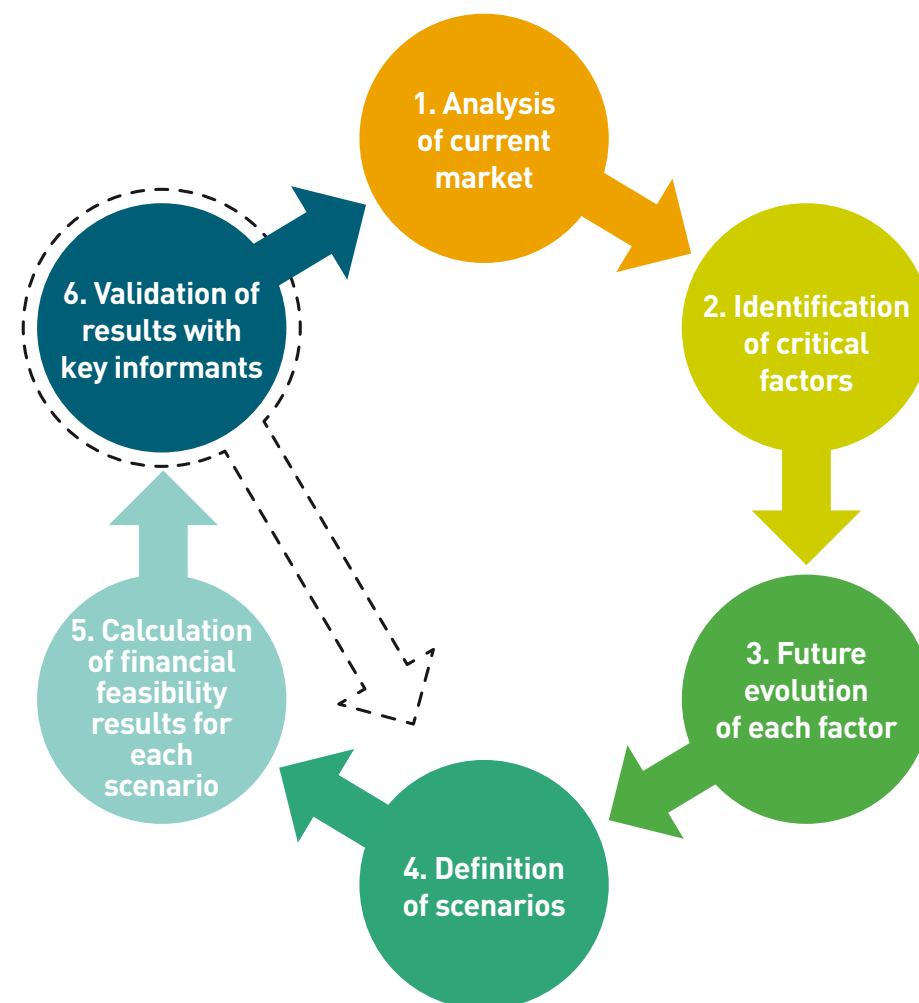 1. Analysis
of current
market
2. Identification
of critical
factors
3. Future
evolution
of each factor
4. Definition
of scenarios
5. Calculation
of financial
feasibility
results for
each
scenario
6. Validation of
results with
key informants